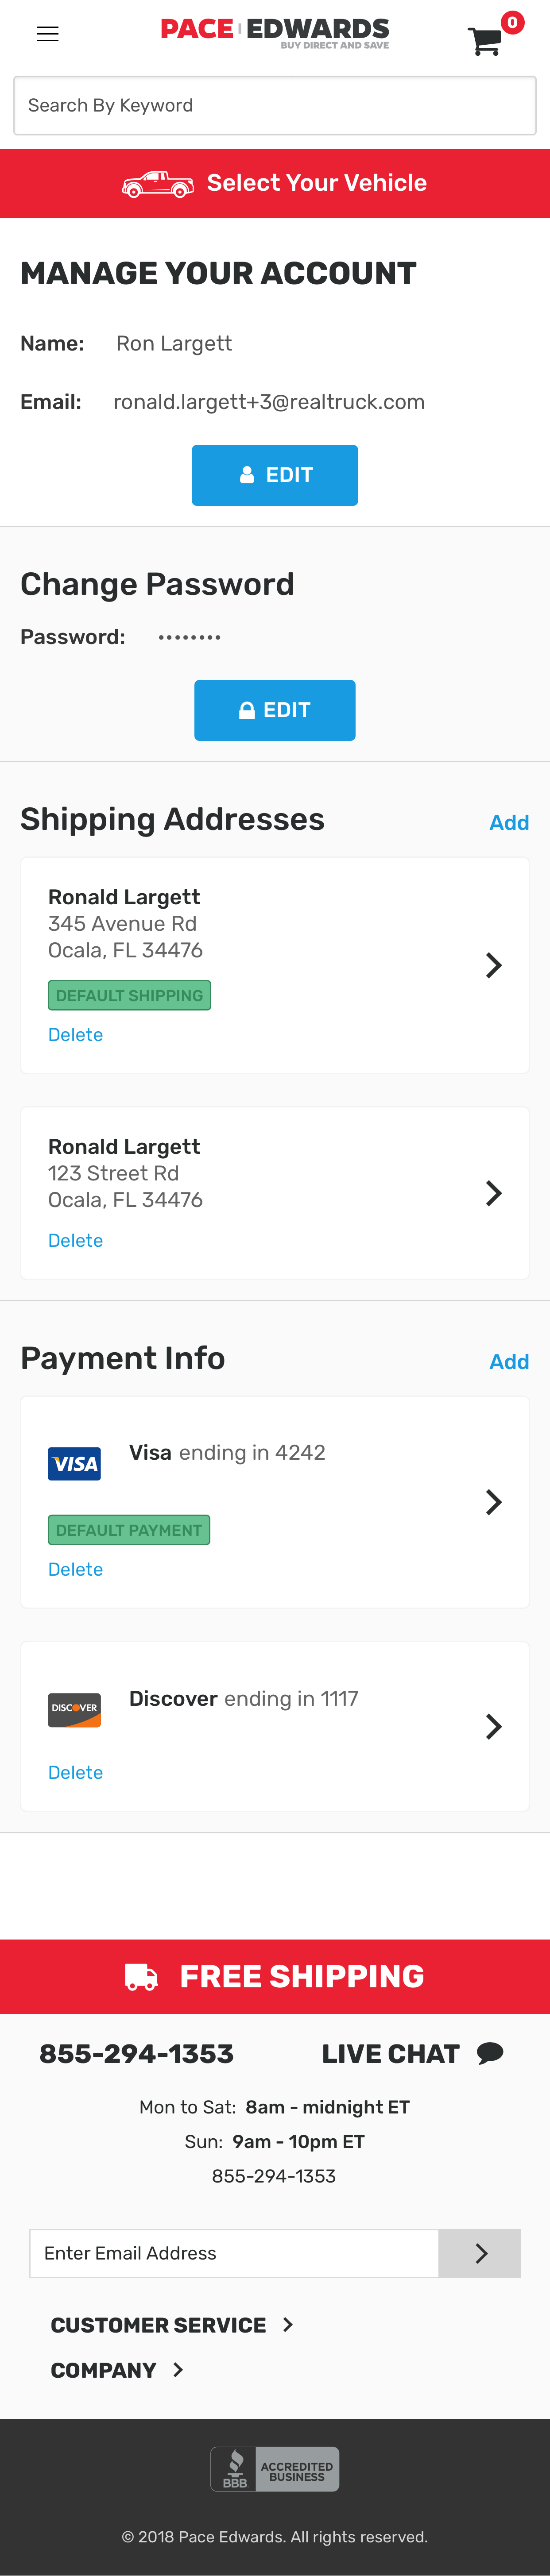 PACE EDWARDS
BUY DIRECT AND SAVE
0
Search By Keyword
Select Your Vehicle
MANAGE YOUR ACCOUNT
Name: Ron Largett
Email: ronald.largett+3@realtruck.com
EDIT
Change Password
Password: ••••••••
EDIT
Shipping Addresses Add
Ronald Largett
345 Avenue Rd
Ocala, FL 34476
DEFAULT SHIPPING
Delete
Ronald Largett
123 Street Rd
Ocala, FL 34476
Delete
Payment Info Add
VISA Visa ending in 4242
DEFAULT PAYMENT
Delete
DISCOVER Discover ending in 1117
Delete
FREE SHIPPING
855-294-1353 LIVE CHAT
Mon to Sat: 8am - midnight ET
Sun: 9am - 10pm ET
855-294-1353
Enter Email Address
CUSTOMER SERVICE
COMPANY
BBB ACCREDITED
BUSINESS
© 2018 Pace Edwards. All rights reserved.